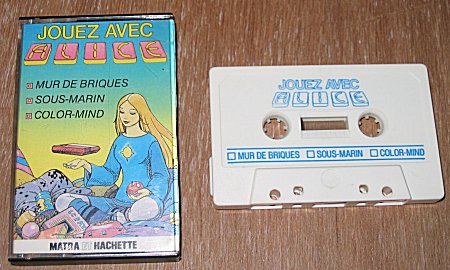 JOUEZ AVEC
ALICE
MUR DE BRIQUES
SOUS-MARIN
COLOR-MIND
MATRA ET HACHETTE
JOUEZ AVEC
ALICE
MUR DE BRIQUES SOUS-MARIN COLOR-MIND